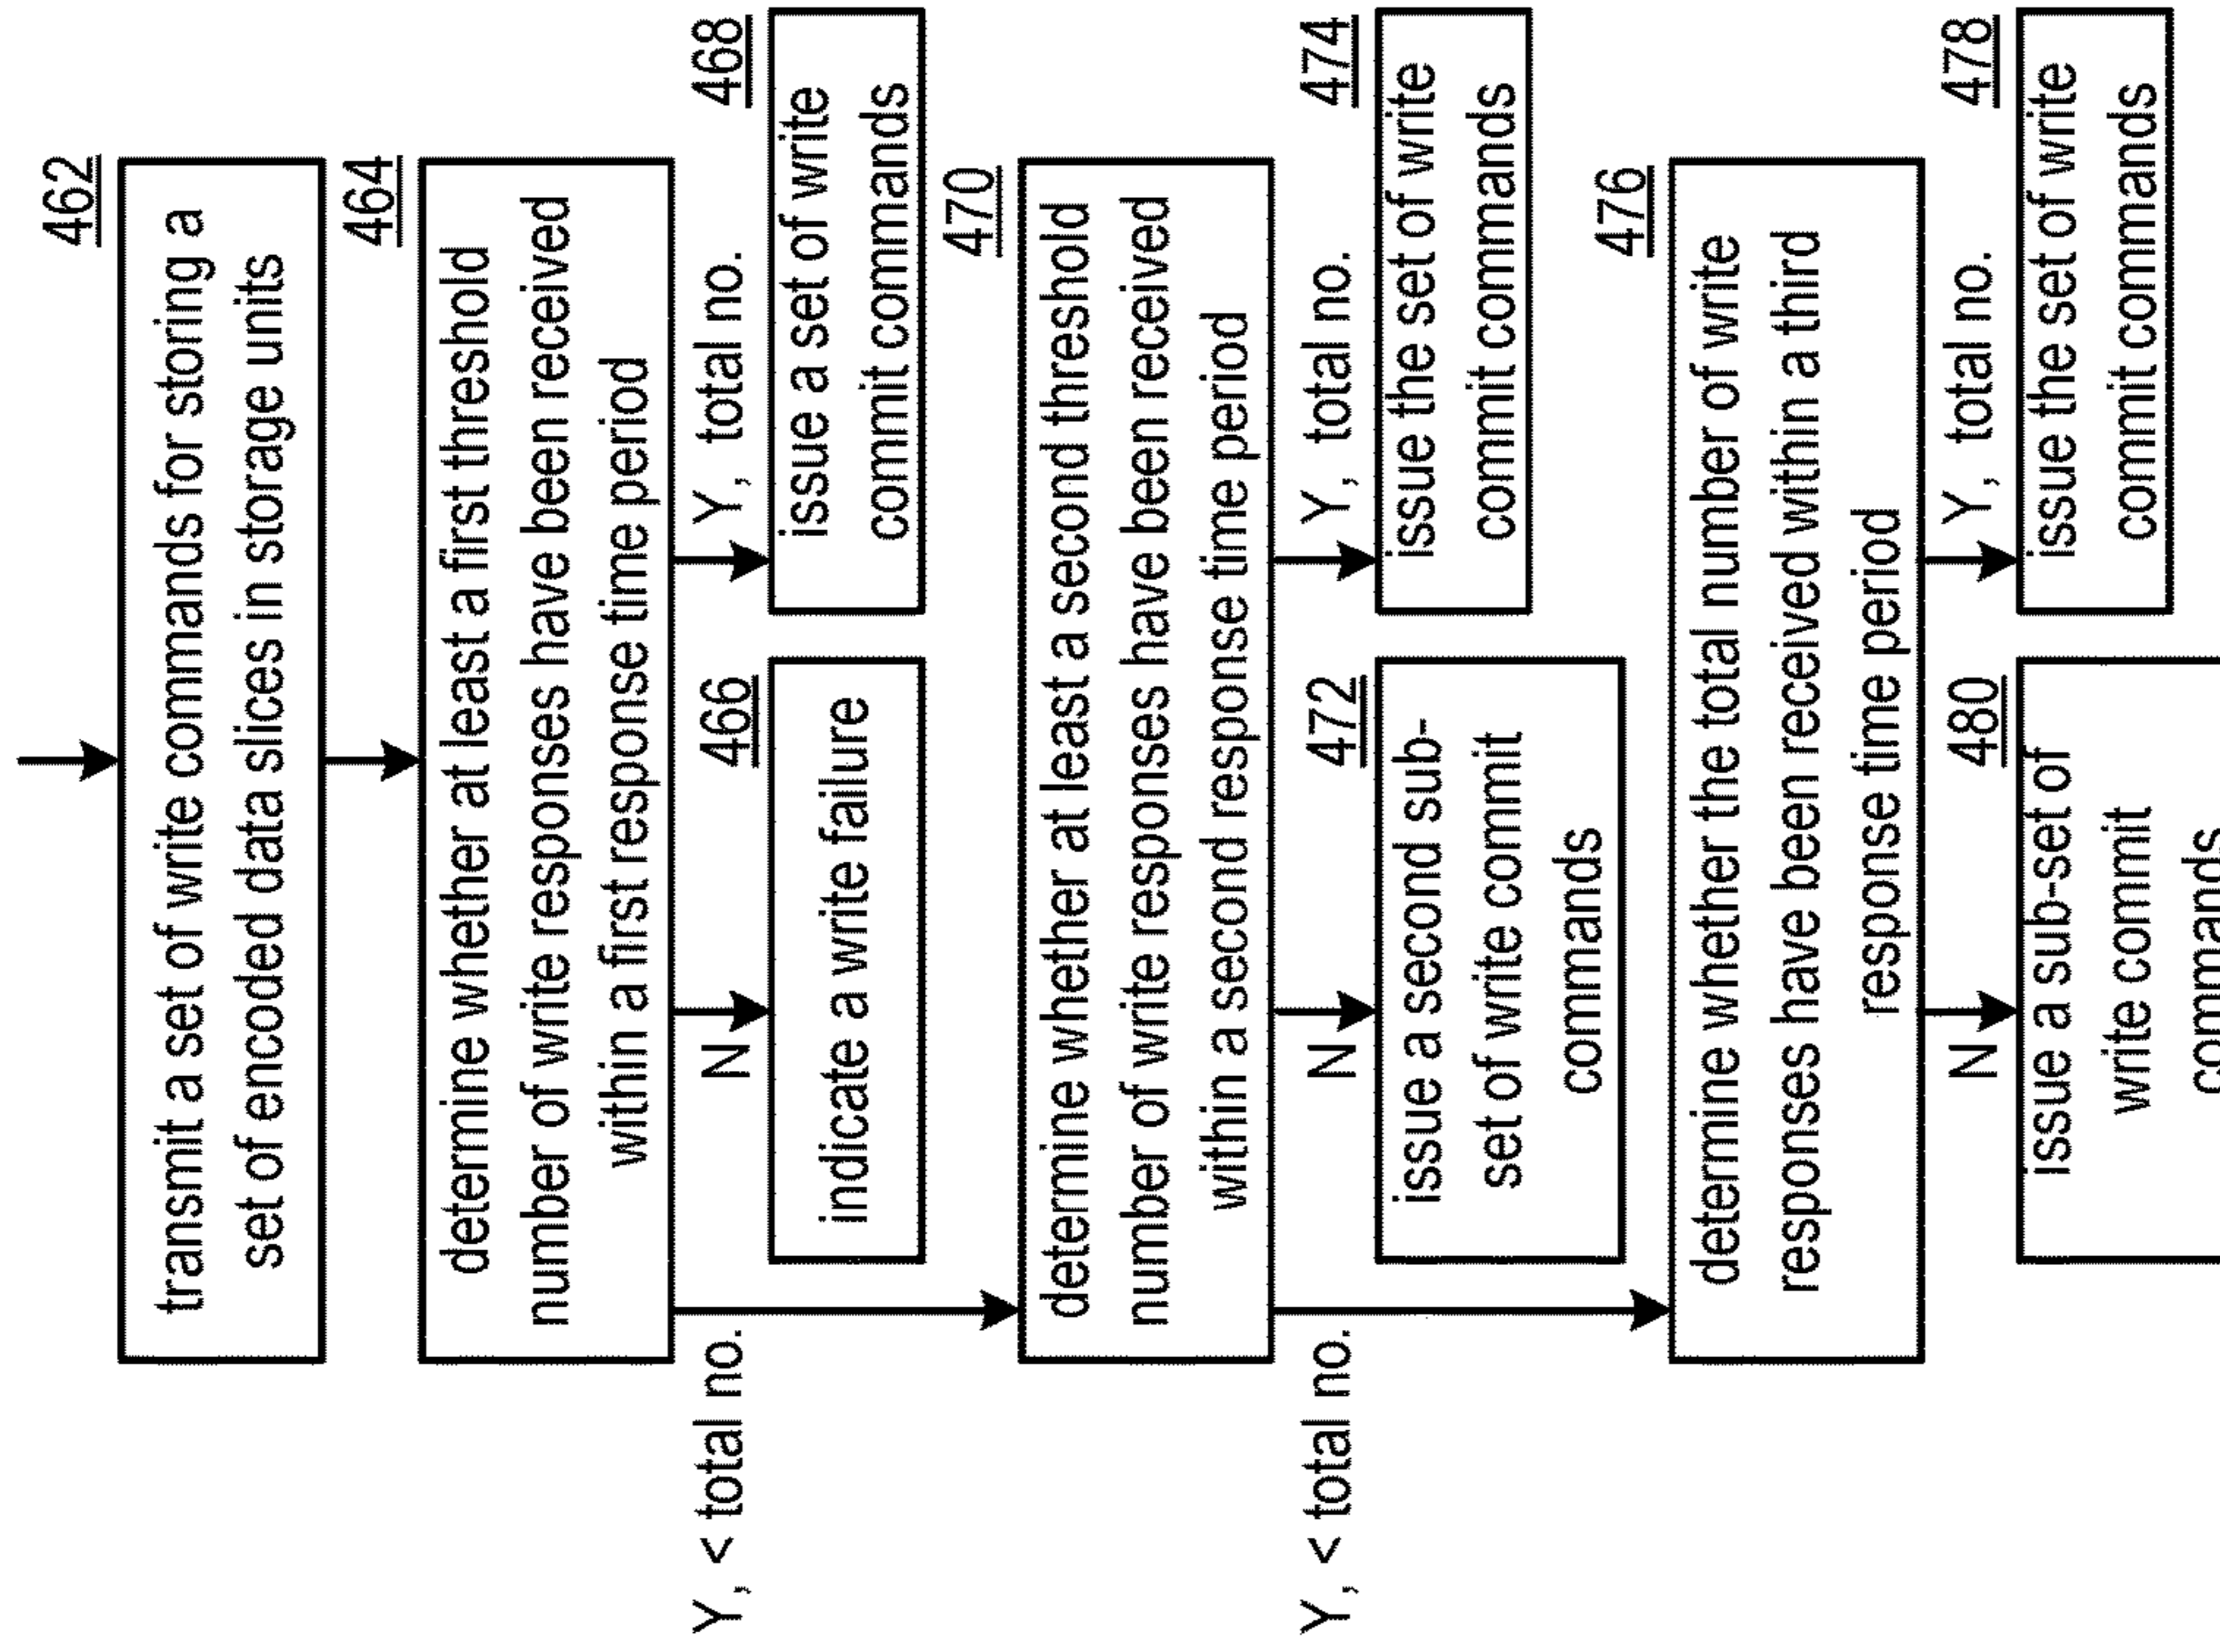 462
transmit a set of write commands for storing a
set of encoded data slices in storage units
464
determine whether at least a first threshold
number of write responses have been received
within a first response time period
Y, < total no.
N
Y, total no.
466
indicate a write failure
468
issue a set of write
commit commands
470
determine whether at least a second threshold
number of write responses have been received
within a second response time period
Y, < total no.
N
Y, total no.
472
issue a second sub-
set of write commit
commands
474
issue the set of write
commit commands
476
determine whether the total number of write
responses have been received within a third
response time period
N
Y, total no.
480
issue a sub-set of
write commit
commands
478
issue the set of write
commit commands